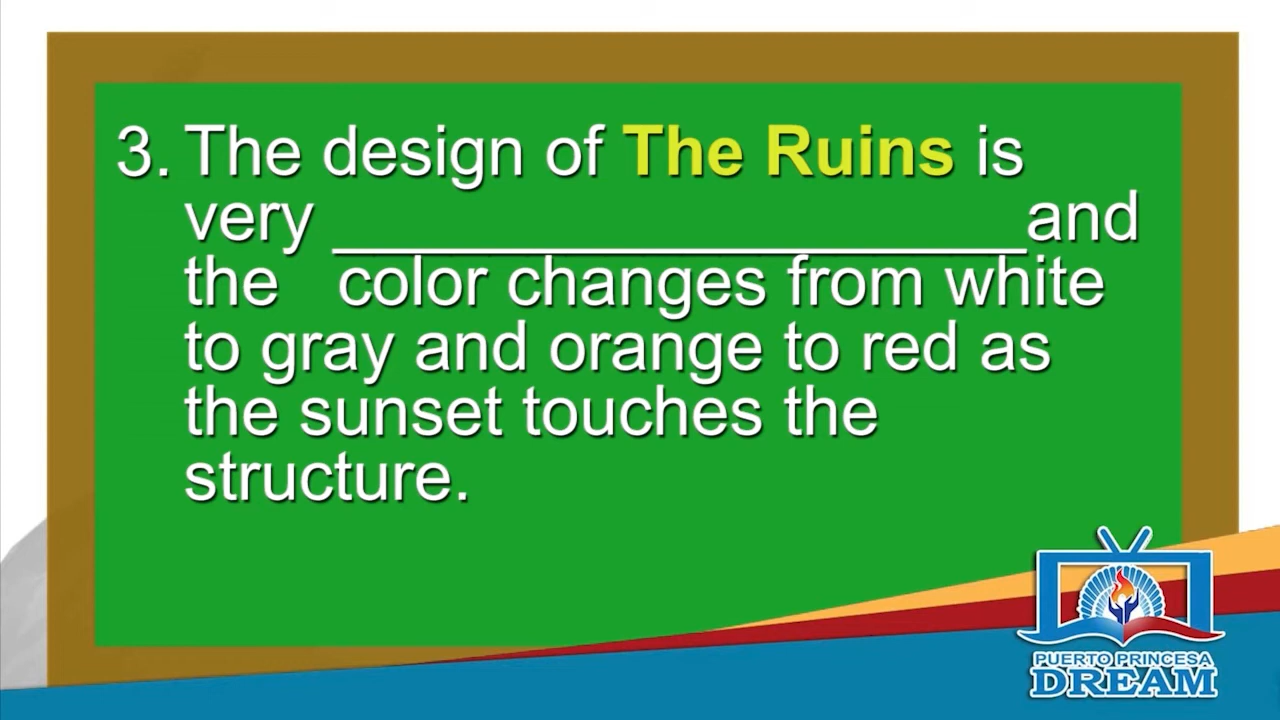 3. The design of The Ruins is
very ____________________and
the color changes from white
to gray and orange to red as
the sunset touches the
structure.
PUERTO PRINCESA
DREAM